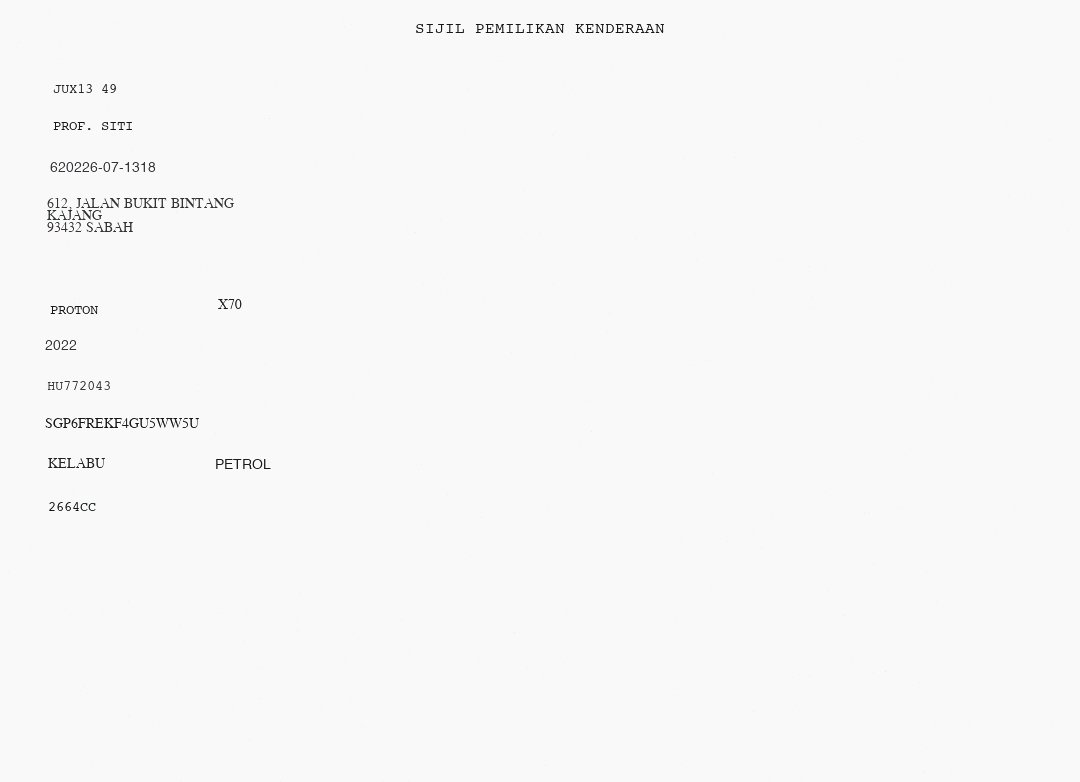 SIJIL PEMILIKAN KENDERAAN
JUX13 49
PROF. SITI
620226-07-1318
612, JALAN BUKIT BINTANG
KAJANG
93432 SABAH
PROTON X70
2022
HU772043
SGP6FREKF4GU5WW5U
KELABU PETROL
2664CC